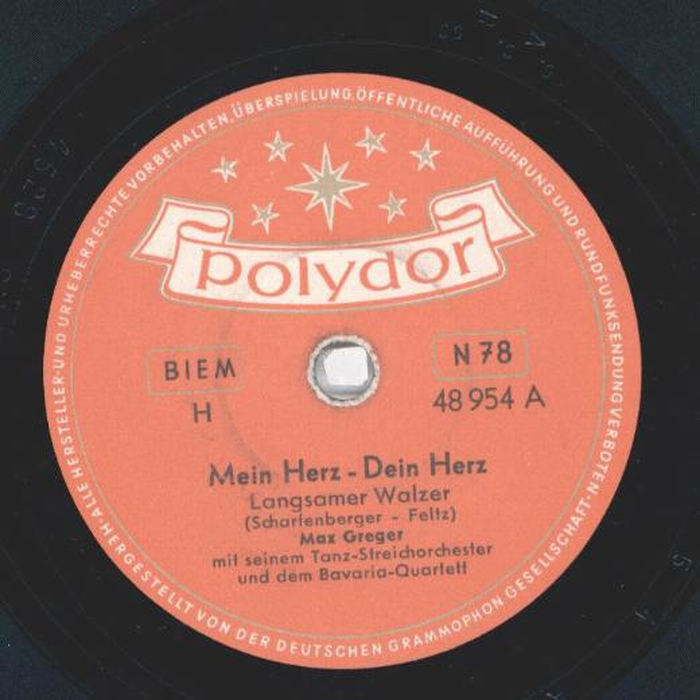 ALLE HERSTELLER- UND URHEBERRECHTE VORBEHALTEN, ÜBERSPIELUNG, ÖFFENTLICHE AUFFÜHRUNG UND RUNDFUNKSENDUNG VERBOTEN.
polydor
BIEM
N 78
H
48 954 A
Mein Herz - Dein Herz
Langsamer Walzer
(Scharfenberger - Feltz)
Max Greger
mit seinem Tanz-Streichorchester
und dem Bavaria-Quartett
HERGESTELLT VON DER DEUTSCHEN GRAMMOPHON GESELLSCHAFT